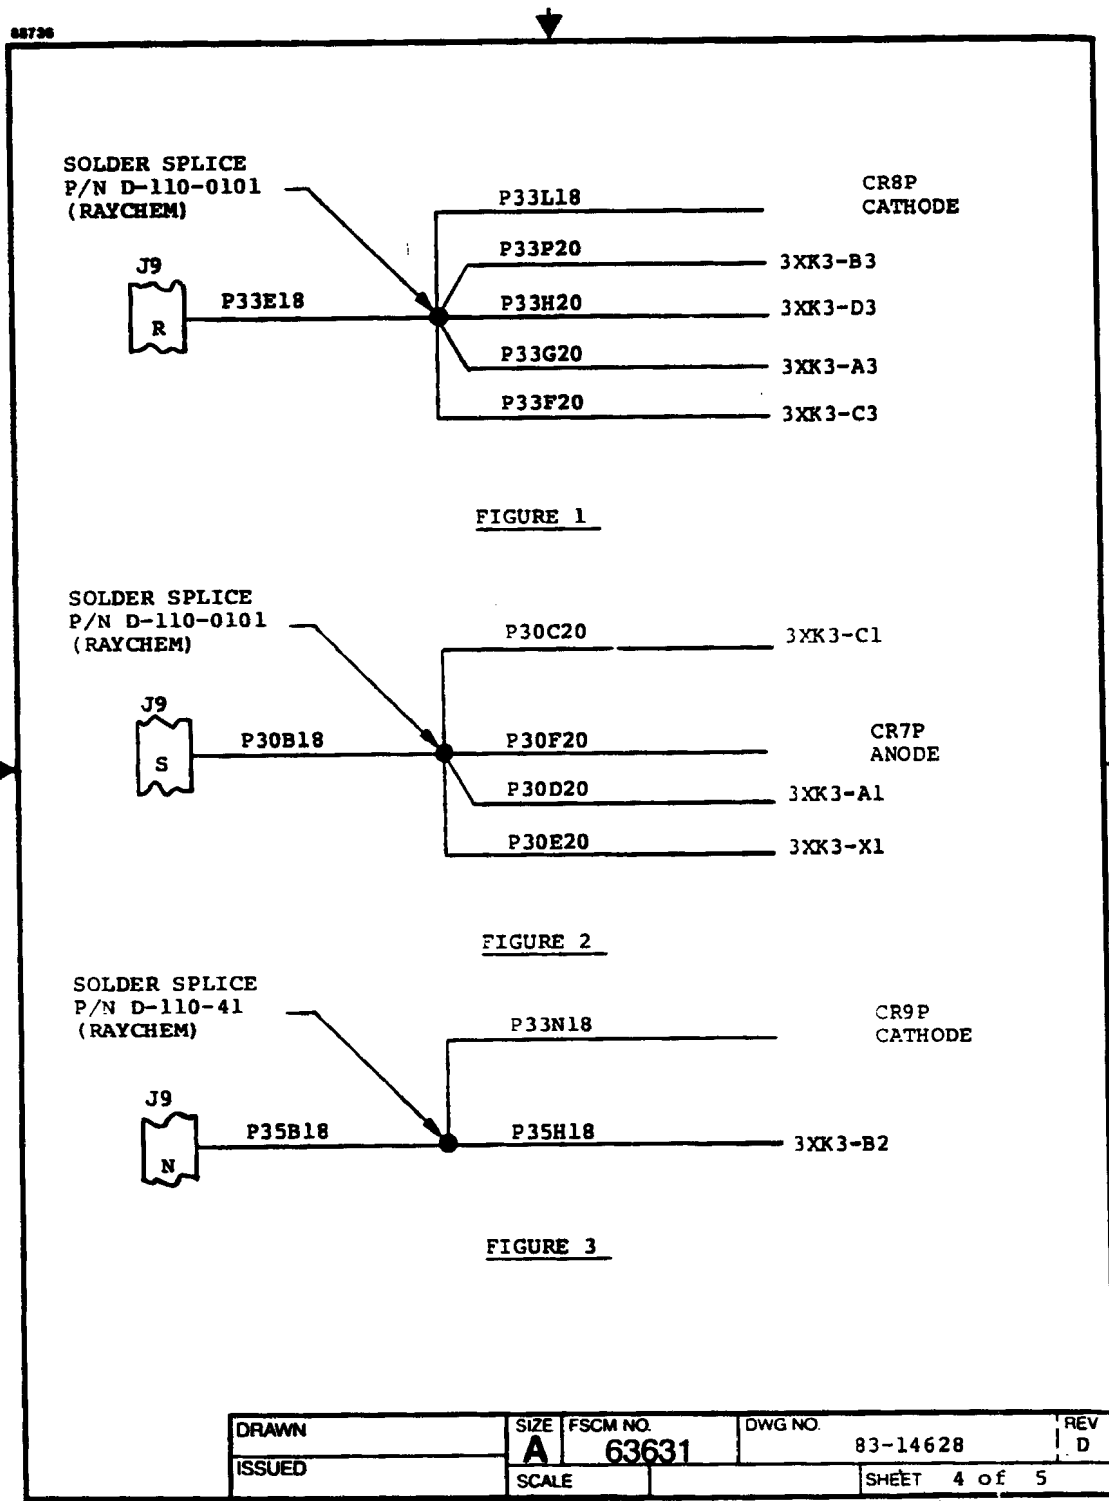 88736
SOLDER SPLICE
P/N D-110-0101
(RAYCHEM)
P33L18
CR8P
CATHODE
P33P20
3XK3-B3
J9
R
P33E18
P33H20
3XK3-D3
P33G20
3XK3-A3
P33F20
3XK3-C3
FIGURE 1
SOLDER SPLICE
P/N D-110-0101
(RAYCHEM)
P30C20
3XK3-C1
J9
S
P30B18
P30F20
CR7P
ANODE
P30D20
3XK3-A1
P30E20
3XK3-X1
FIGURE 2
SOLDER SPLICE
P/N D-110-41
(RAYCHEM)
P33N18
CR9P
CATHODE
J9
N
P35B18
P35H18
3XK3-B2
FIGURE 3
DRAWN
ISSUED
SIZE
A
FSCM NO.
63631
DWG NO.
83-14628
REV
D
SCALE
SHEET 4 of 5